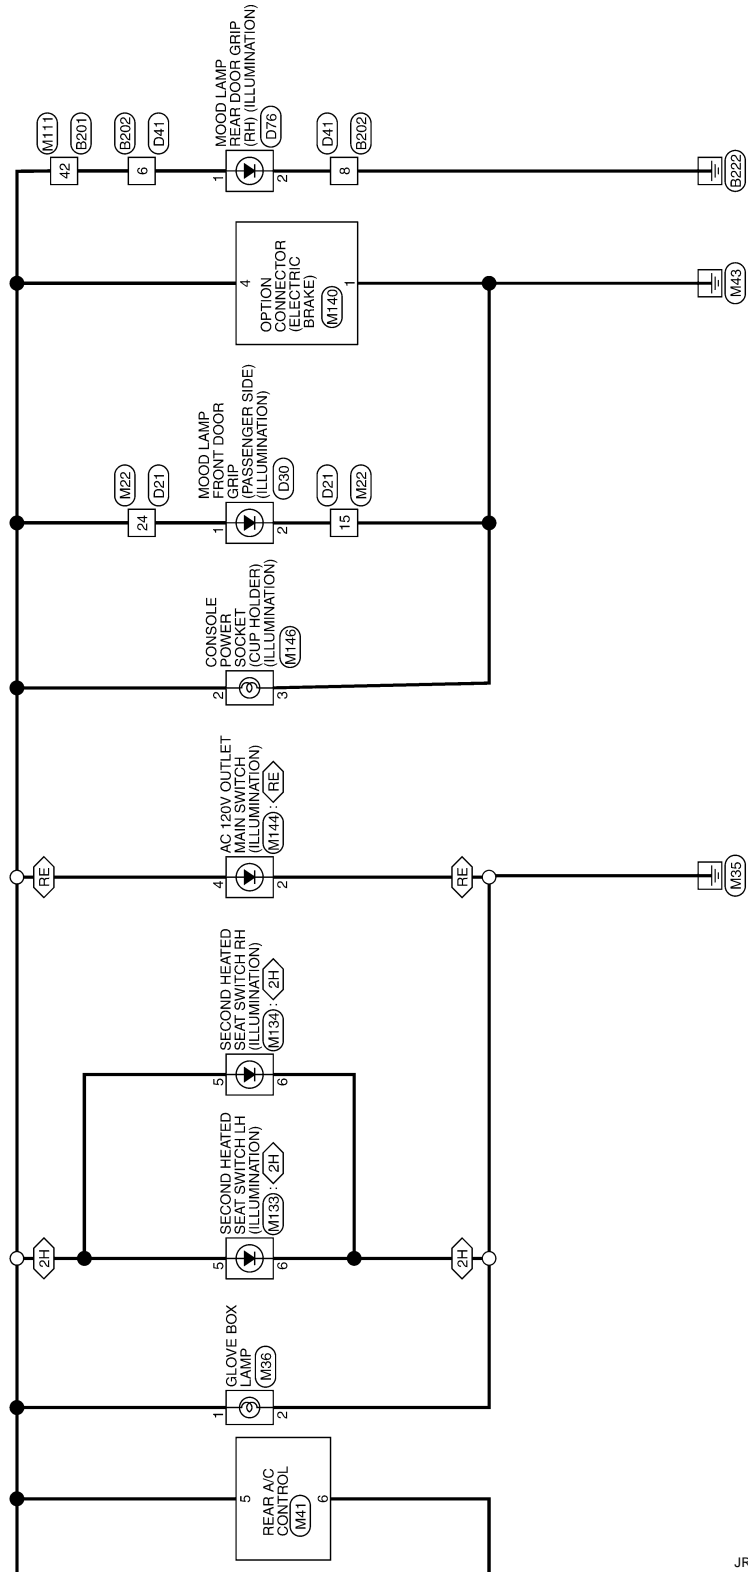 M111
B201
42
B202
D41
6
MOOD LAMP
REAR DOOR GRIP
(RH) (ILLUMINATION)
D76
1
2
D41
B202
8
B222
OPTION
CONNECTOR
(ELECTRIC
BRAKE)
M140
4
1
M43
M22
D21
24
MOOD LAMP
FRONT DOOR
GRIP
(PASSENGER SIDE)
(ILLUMINATION)
D30
1
2
D21
M22
15
CONSOLE
POWER
SOCKET
(CUP HOLDER)
(ILLUMINATION)
M146
2
3
RE
AC 120V OUTLET
MAIN SWITCH
(ILLUMINATION)
M144 : RE
4
2
RE
M35
SECOND HEATED
SEAT SWITCH RH
(ILLUMINATION)
M134 : 2H
5
6
2H
SECOND HEATED
SEAT SWITCH LH
(ILLUMINATION)
M133 : 2H
5
6
2H
GLOVE BOX
LAMP
M36
1
2
REAR A/C
CONTROL
M41
5
6
JR